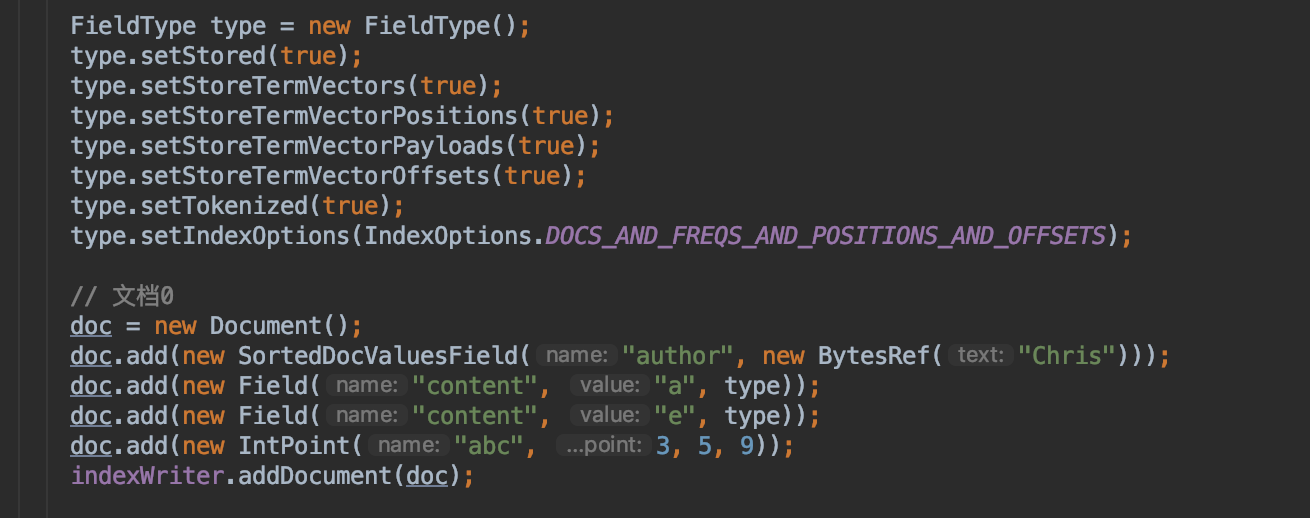 FieldType type = new FieldType();
type.setStored(true);
type.setStoreTermVectors(true);
type.setStoreTermVectorPositions(true);
type.setStoreTermVectorPayloads(true);
type.setStoreTermVectorOffsets(true);
type.setTokenized(true);
type.setIndexOptions(IndexOptions.DOCS_AND_FREQS_AND_POSITIONS_AND_OFFSETS);
// 文档0
doc = new Document();
doc.add(new SortedDocValuesField( name: "author", new BytesRef( text: "Chris")));
doc.add(new Field( name: "content", value: "a", type));
doc.add(new Field( name: "content", value: "e", type));
doc.add(new IntPoint( name: "abc", ...point: 3, 5, 9));
indexWriter.addDocument(doc);